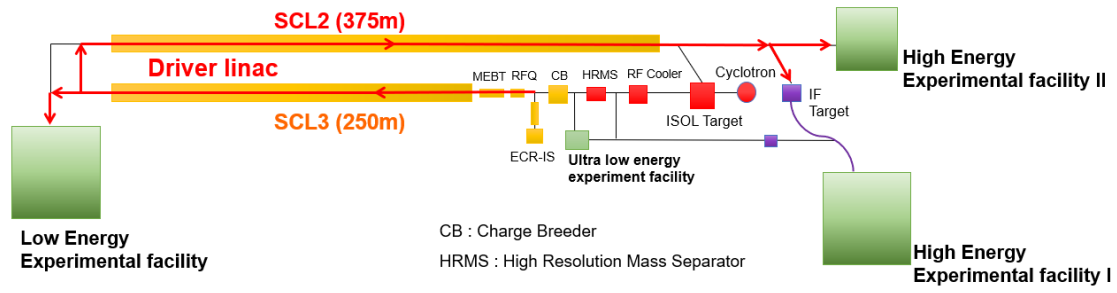 SCL2 (375m)
Driver linac
SCL3 (250m)
MEBT
RFQ
CB
HRMS
RF Cooler
Cyclotron
ISOL Target
IF
Target
ECR-IS
Ultra low energy
experiment facility
High Energy
Experimental facility II
Low Energy
Experimental facility
CB : Charge Breeder
HRMS : High Resolution Mass Separator
High Energy
Experimental facility I